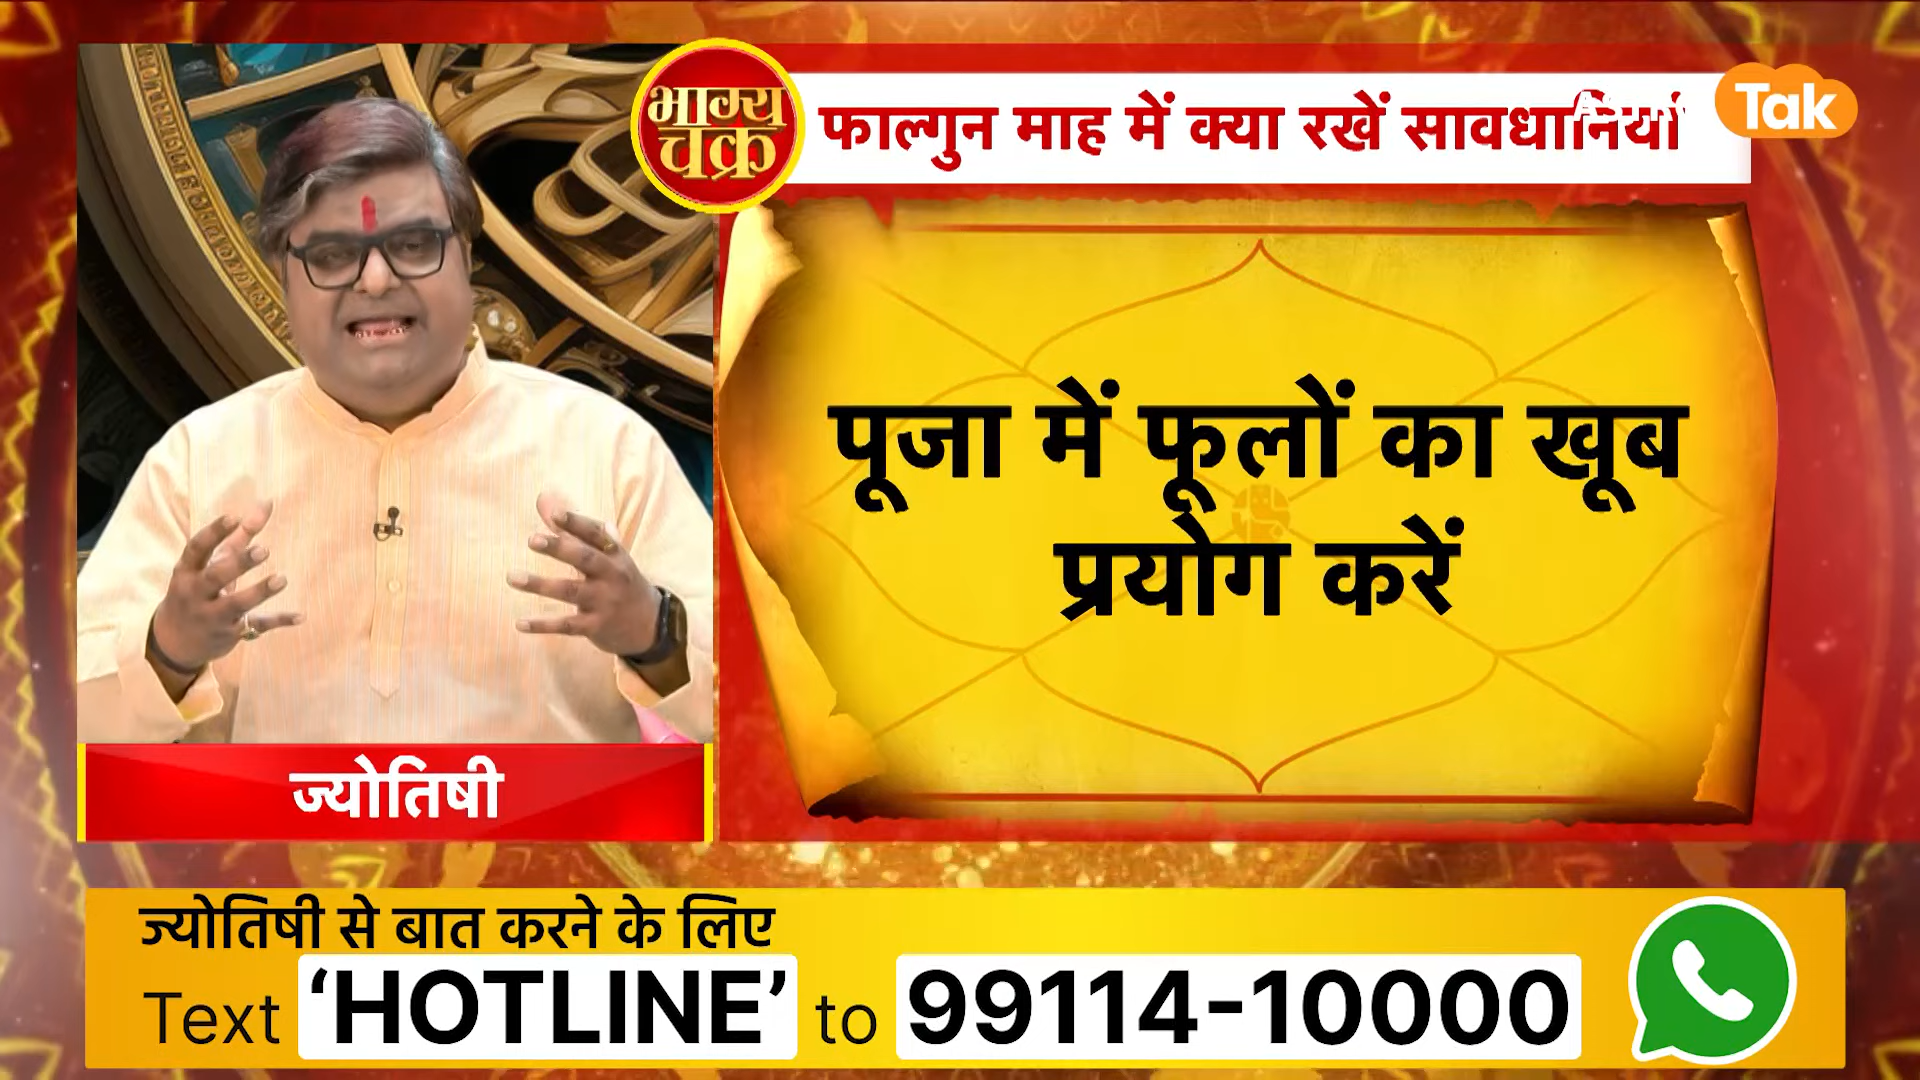 भाग्य
चक्र
फाल्गुन माह में क्या रखें सावधानियां
Tak
पूजा में फूलों का खूब
प्रयोग करें
ज्योतिषी
ज्योतिषी से बात करने के लिए
Text ‘HOTLINE’ to 99114-10000